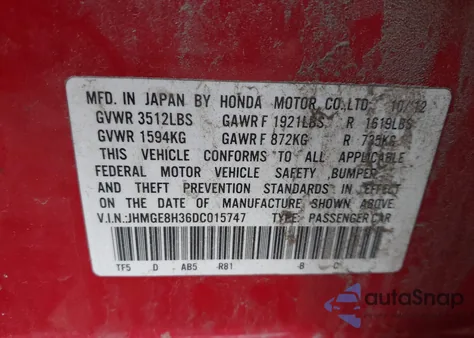 MFD. IN JAPAN BY HONDA MOTOR CO.,LTD. 10/12
GVWR 3512LBS GAWR F 1921LBS R 1619LBS
GVWR 1594KG GAWR F 872KG R 735KG
THIS VEHICLE CONFORMS TO ALL APPLICABLE
FEDERAL MOTOR VEHICLE SAFETY, BUMPER
AND THEFT PREVENTION STANDARDS IN EFFECT
ON THE DATE OF MANUFACTURE SHOWN ABOVE.
V.I.N.:JHMGE8H36DC015747 TYPE: PASSENGER CAR
TF5 D AB5 R81 B C
autoSnap